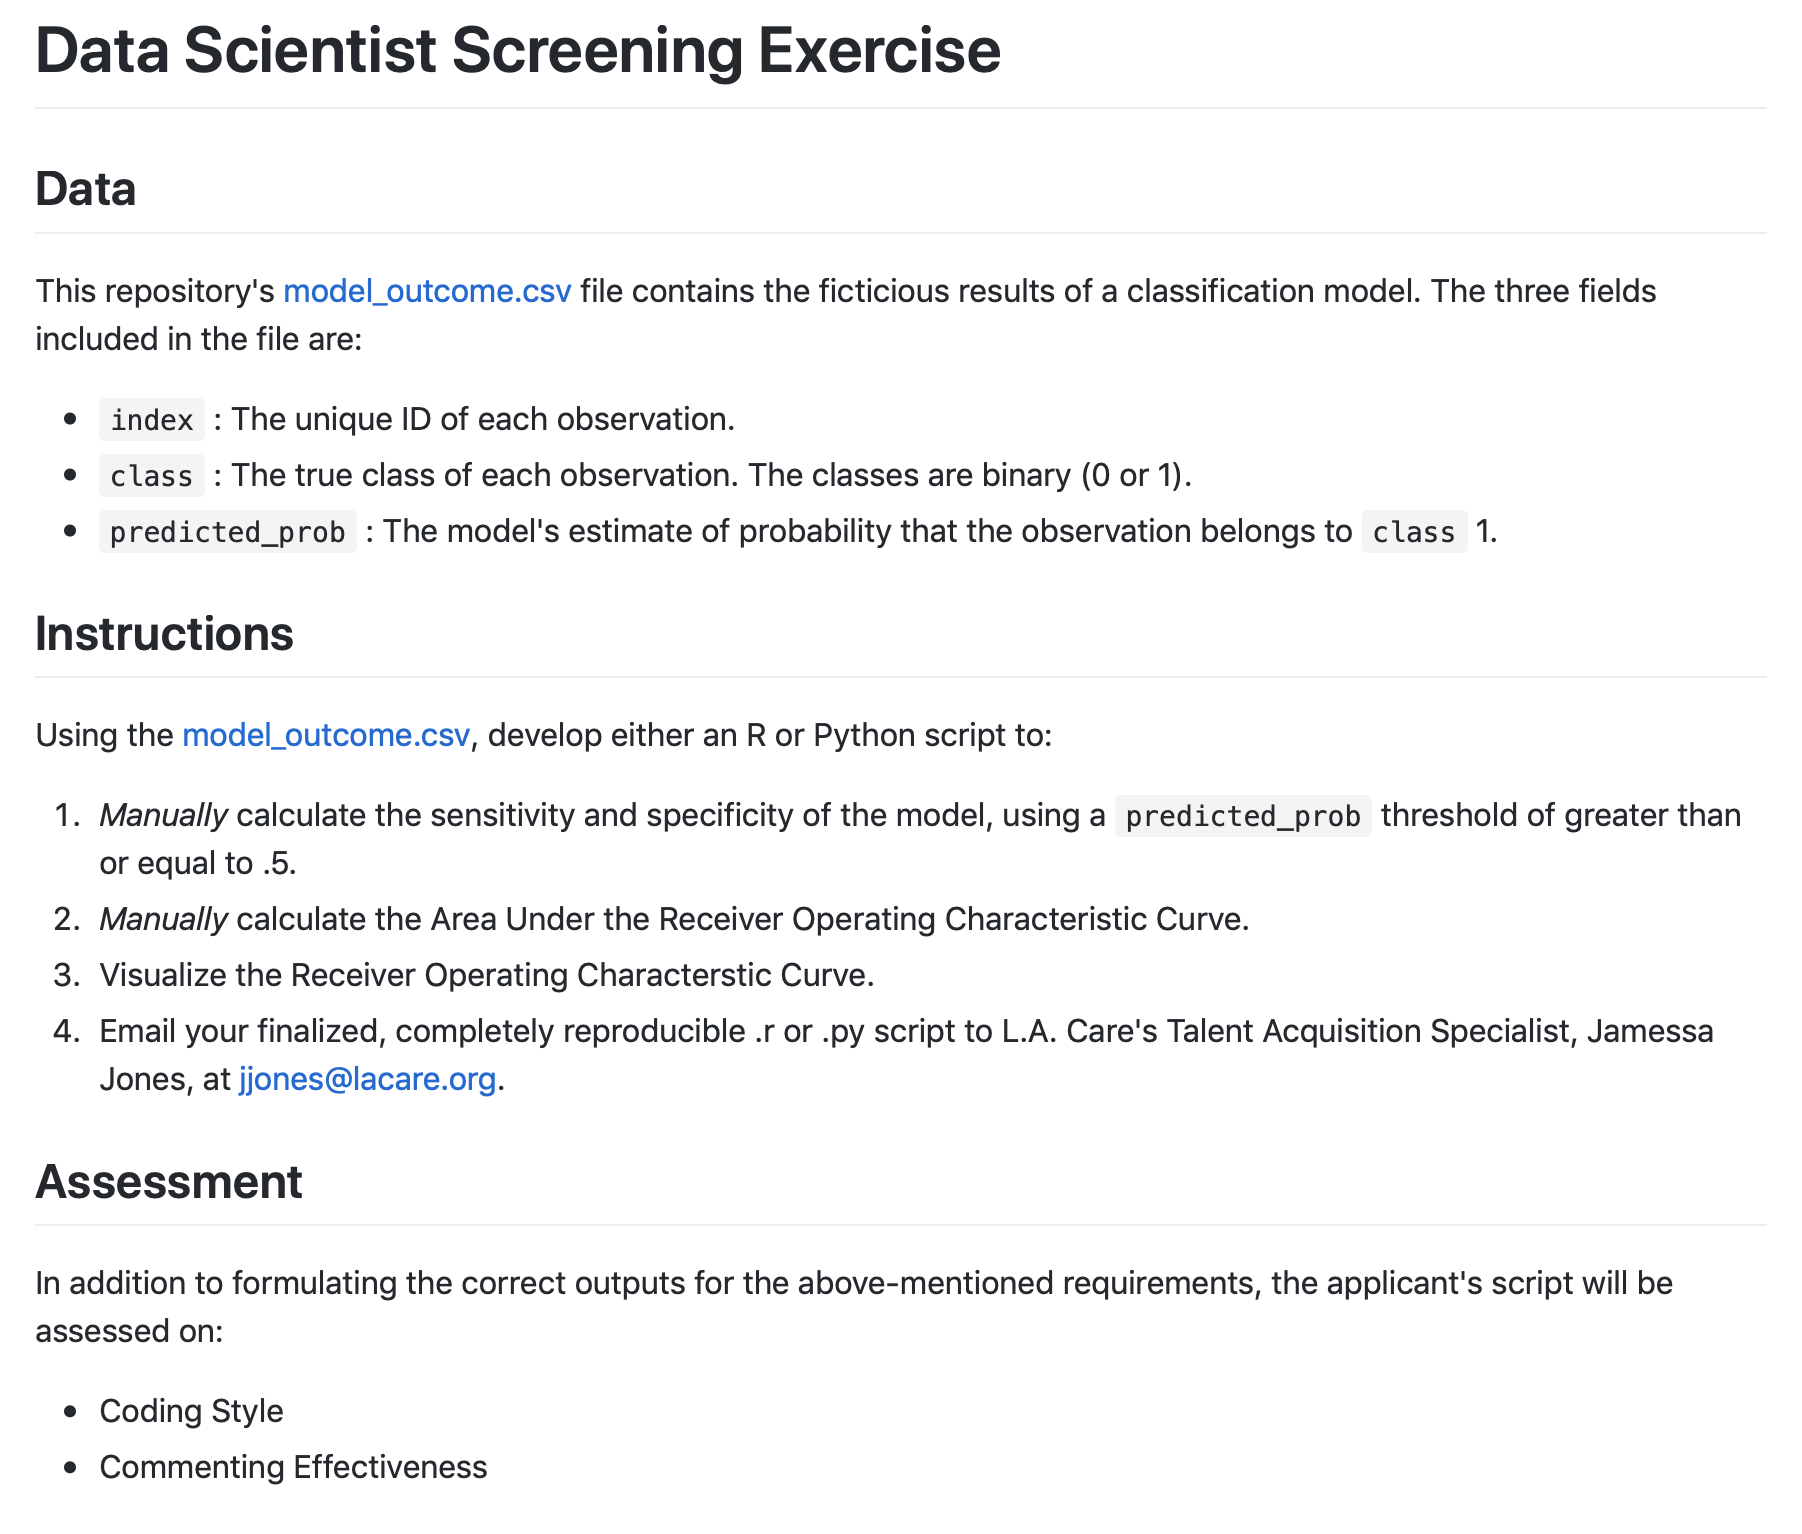 Data Scientist Screening Exercise
Data
This repository's model_outcome.csv file contains the ficticious results of a classification model. The three fields
included in the file are:
• index : The unique ID of each observation.
• class : The true class of each observation. The classes are binary (0 or 1).
• predicted_prob : The model's estimate of probability that the observation belongs to class 1.
Instructions
Using the model_outcome.csv, develop either an R or Python script to:
1. Manually calculate the sensitivity and specificity of the model, using a predicted_prob threshold of greater than
or equal to .5.
2. Manually calculate the Area Under the Receiver Operating Characteristic Curve.
3. Visualize the Receiver Operating Characterstic Curve.
4. Email your finalized, completely reproducible .r or .py script to L.A. Care's Talent Acquisition Specialist, Jamessa
Jones, at jjones@lacare.org.
Assessment
In addition to formulating the correct outputs for the above-mentioned requirements, the applicant's script will be
assessed on:
• Coding Style
• Commenting Effectiveness